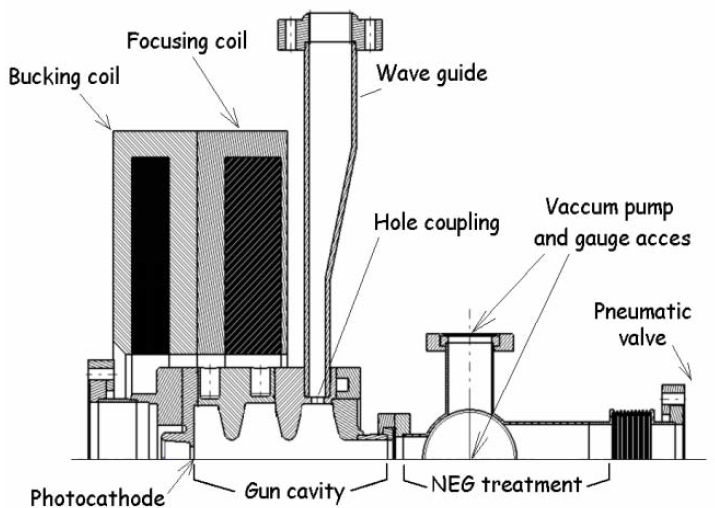 Focusing coil
Bucking coil
Wave guide
Hole coupling
Vaccum pump
and gauge acces
Pneumatic
valve
Photocathode
Gun cavity
NEG treatment